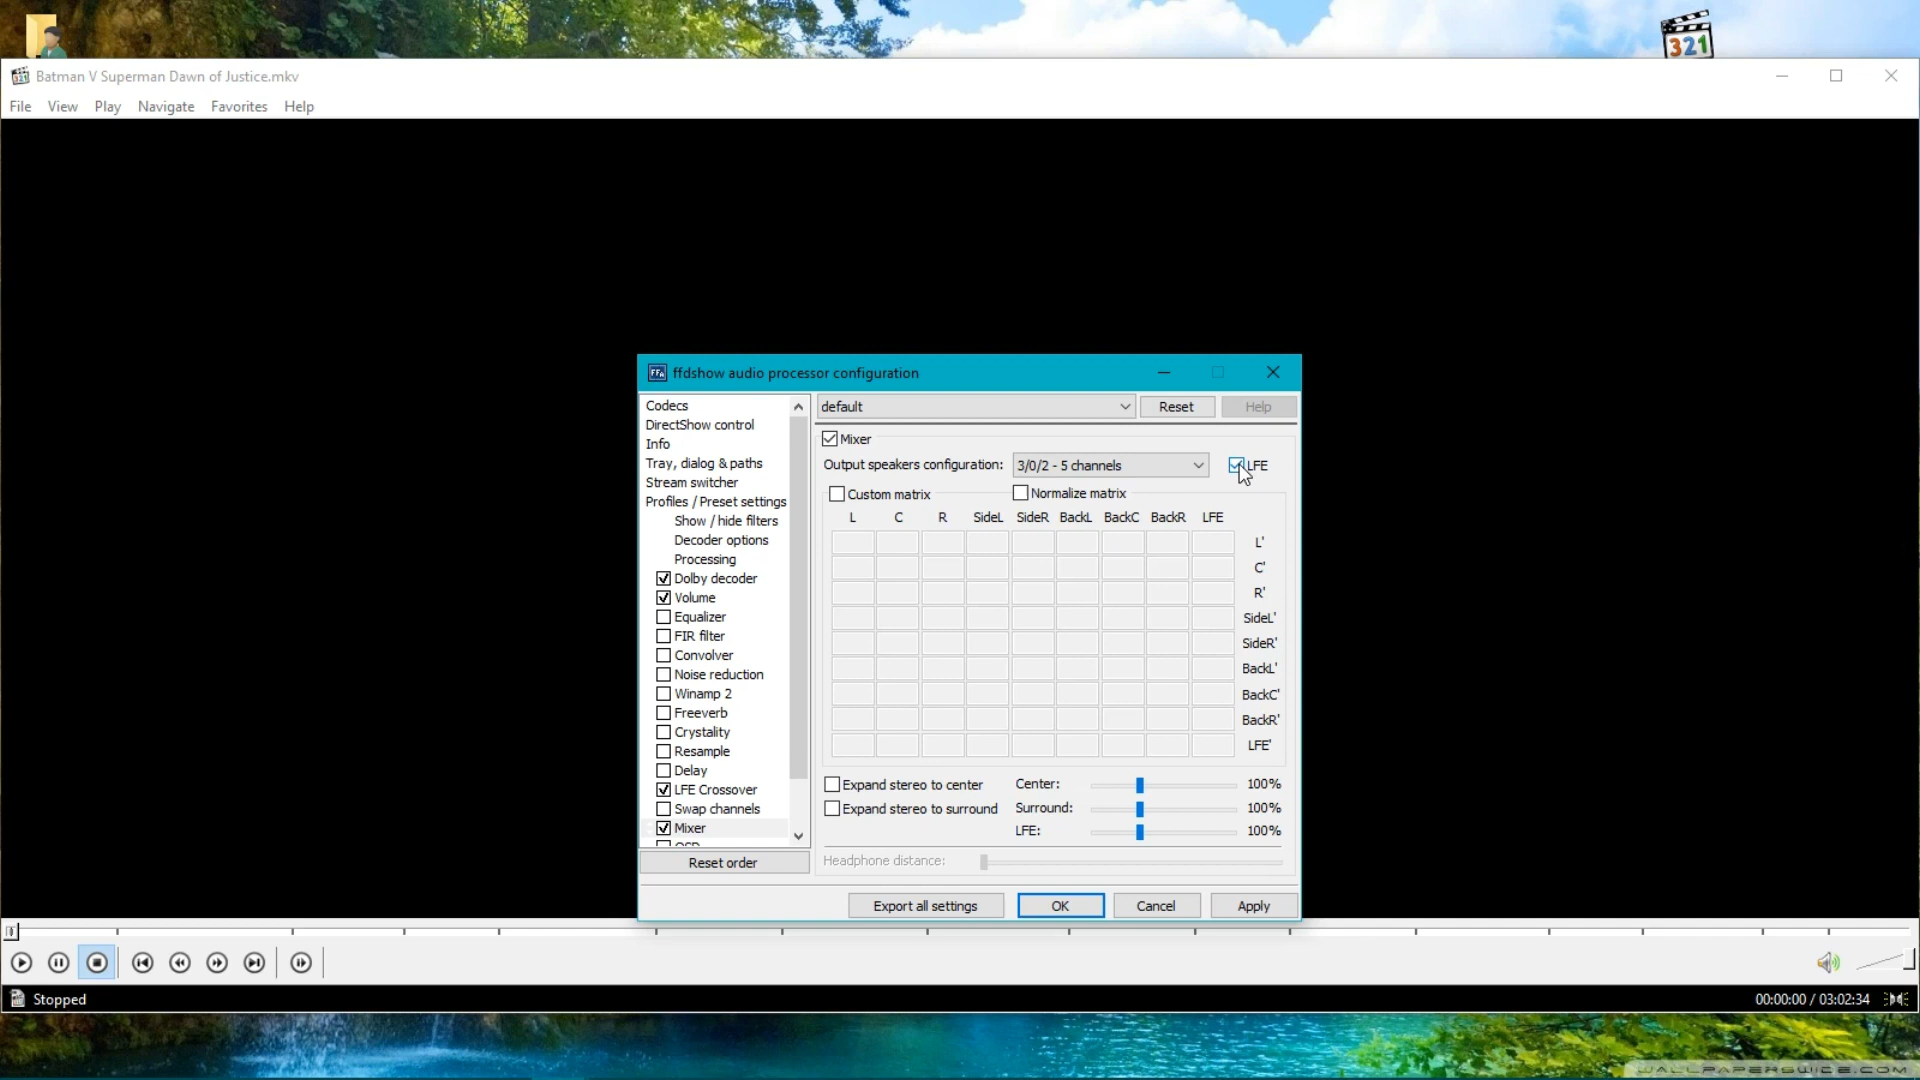 321
Batman V Superman Dawn of Justice.mkv
File View Play Navigate Favorites Help
FFa ffdshow audio processor configuration
Codecs
DirectShow control
Info
Tray, dialog & paths
Stream switcher
Profiles / Preset settings
Show / hide filters
Decoder options
Processing
Dolby decoder
Volume
Equalizer
FIR filter
Convolver
Noise reduction
Winamp 2
Freeverb
Crystality
Resample
Delay
LFE Crossover
Swap channels
Mixer
Reset order
default Reset Help
Mixer
Output speakers configuration: 3/0/2 - 5 channels LFE
Custom matrix Normalize matrix
L C R SideL SideR BackL BackC BackR LFE
L'
C'
R'
SideL'
SideR'
BackL'
BackC'
BackR'
LFE'
Expand stereo to center Center: 100%
Expand stereo to surround Surround: 100%
LFE: 100%
Headphone distance:
Export all settings OK Cancel Apply
Stopped 00:00:00 / 03:02:34
WALLPAPERSWIDE.COM